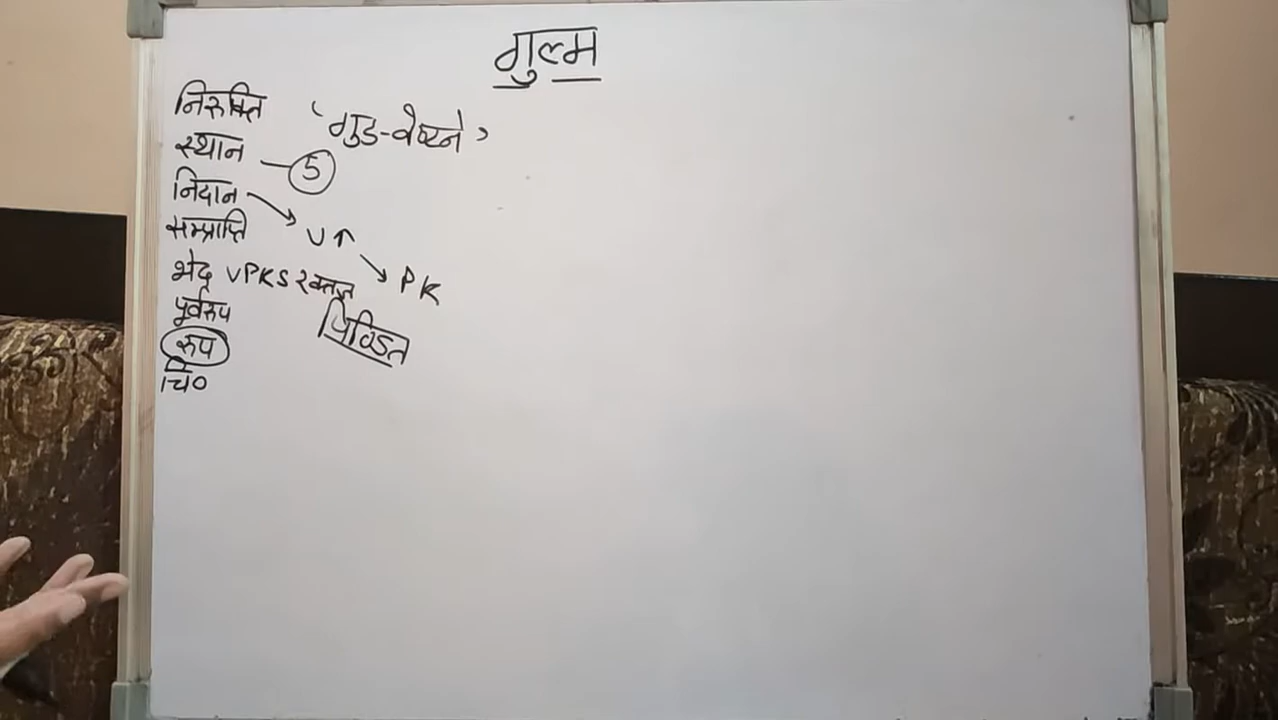 गुल्म
निरुक्ति 'गुड-वेष्टने'
स्थान - 5
निदान → V↑ → PK
सम्प्राप्ति
भेद VPKS रक्तज
पूर्वरुप पिण्डित
रुप
चि०